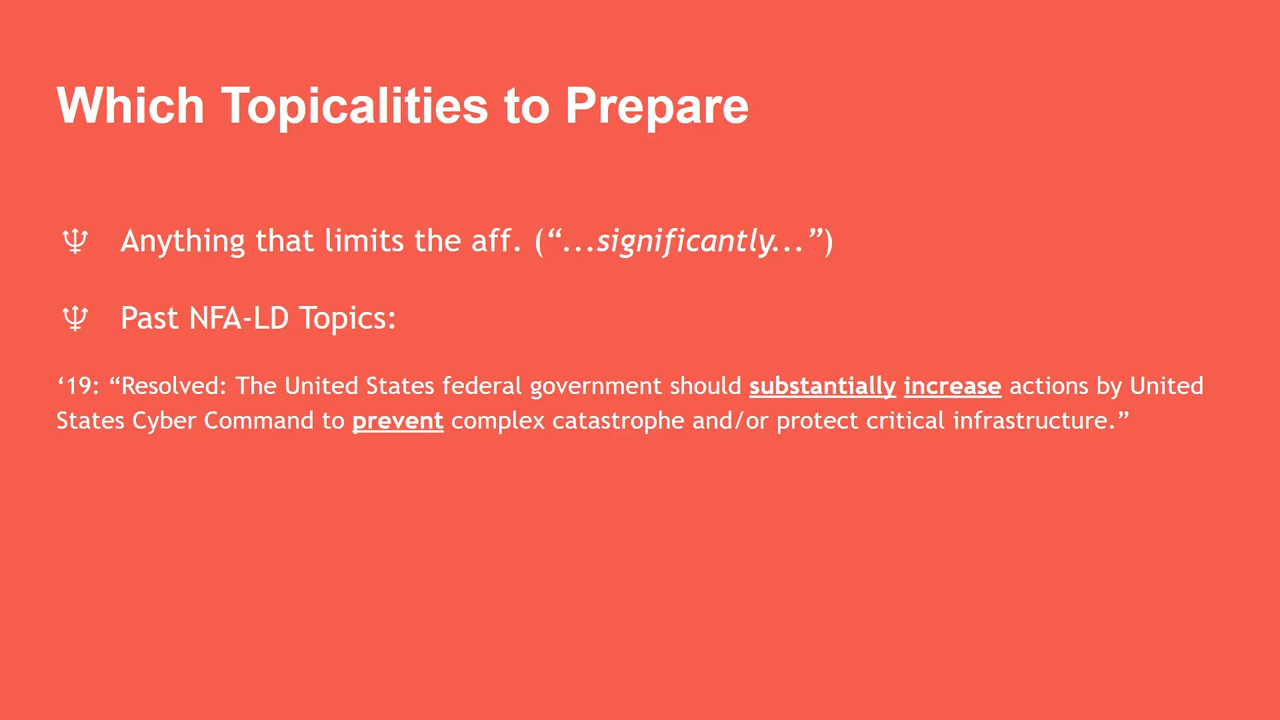 Which Topicalities to Prepare
♆ Anything that limits the aff. (“...significantly...”)
♆ Past NFA-LD Topics:
‘19: “Resolved: The United States federal government should substantially increase actions by United
States Cyber Command to prevent complex catastrophe and/or protect critical infrastructure.”